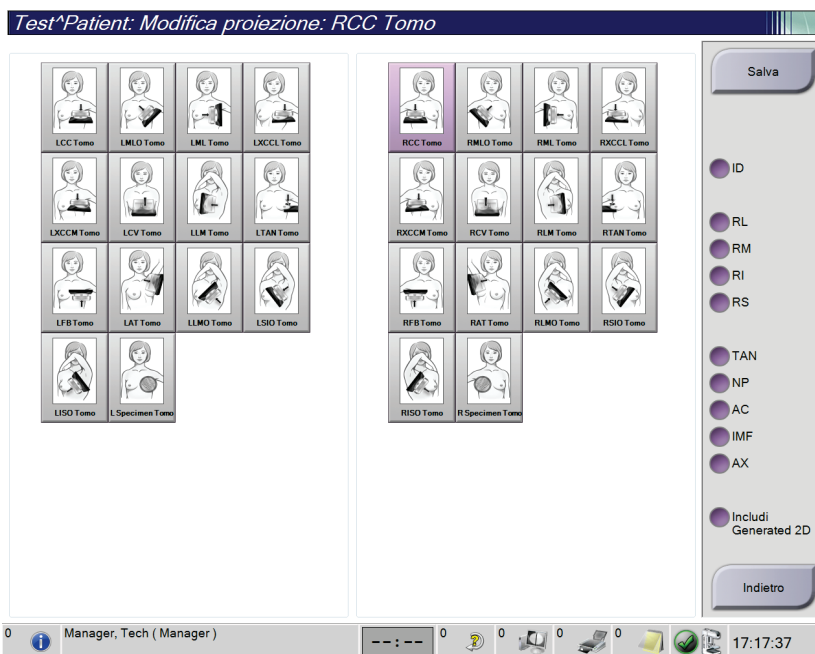 Test^Patient: Modifica proiezione: RCC Tomo
LCC Tomo
LMLO Tomo
LML Tomo
LXCCL Tomo
LXCCM Tomo
LCV Tomo
LLM Tomo
LTAN Tomo
LFB Tomo
LAT Tomo
LLMO Tomo
LSIO Tomo
LISO Tomo
L Specimen Tomo
RCC Tomo
RMLO Tomo
RML Tomo
RXCCL Tomo
RXCCM Tomo
RCV Tomo
RLM Tomo
RTAN Tomo
RFB Tomo
RAT Tomo
RLMO Tomo
RSIO Tomo
RISO Tomo
R Specimen Tomo
Salva
ID
RL
RM
RI
RS
TAN
NP
AC
IMF
AX
Includi
Generated 2D
Indietro
0
Manager, Tech ( Manager )
--:--
0
0
0
0
17:17:37